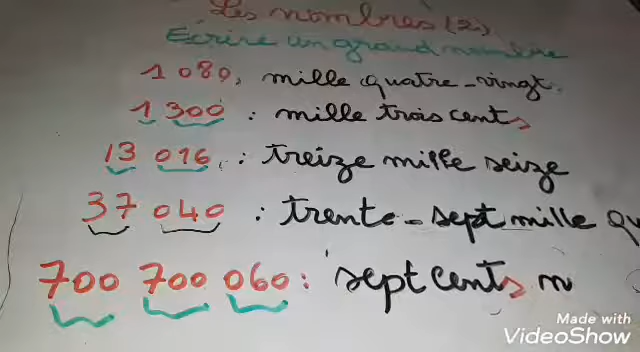 Les nombres (2)
Écrire un grand nombre
1 080, mille quatre-vingt.
1 300 : mille trois cents
13 016, : treize mille seize
37 040 : trente-sept mille qu
700 700 060 : sept cents m
Made with
VideoShow